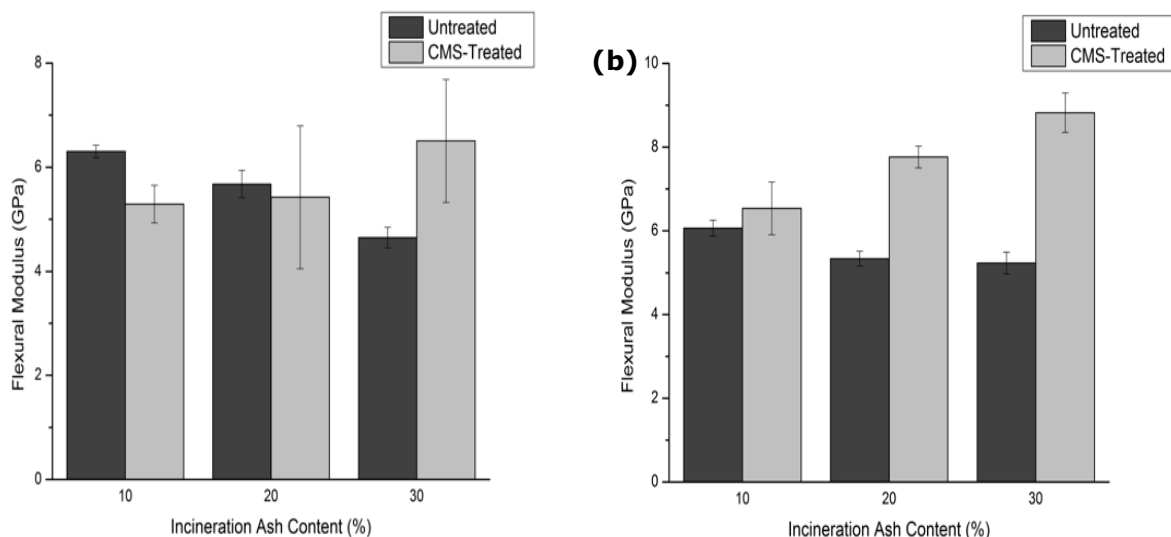 Untreated
CMS-Treated
8
6
4
2
0
Flexural Modulus (GPa)
10 20 30
Incineration Ash Content (%)
(b)
Untreated
CMS-Treated
10
8
6
4
2
0
Flexural Modulus (GPa)
10 20 30
Incineration Ash Content (%)